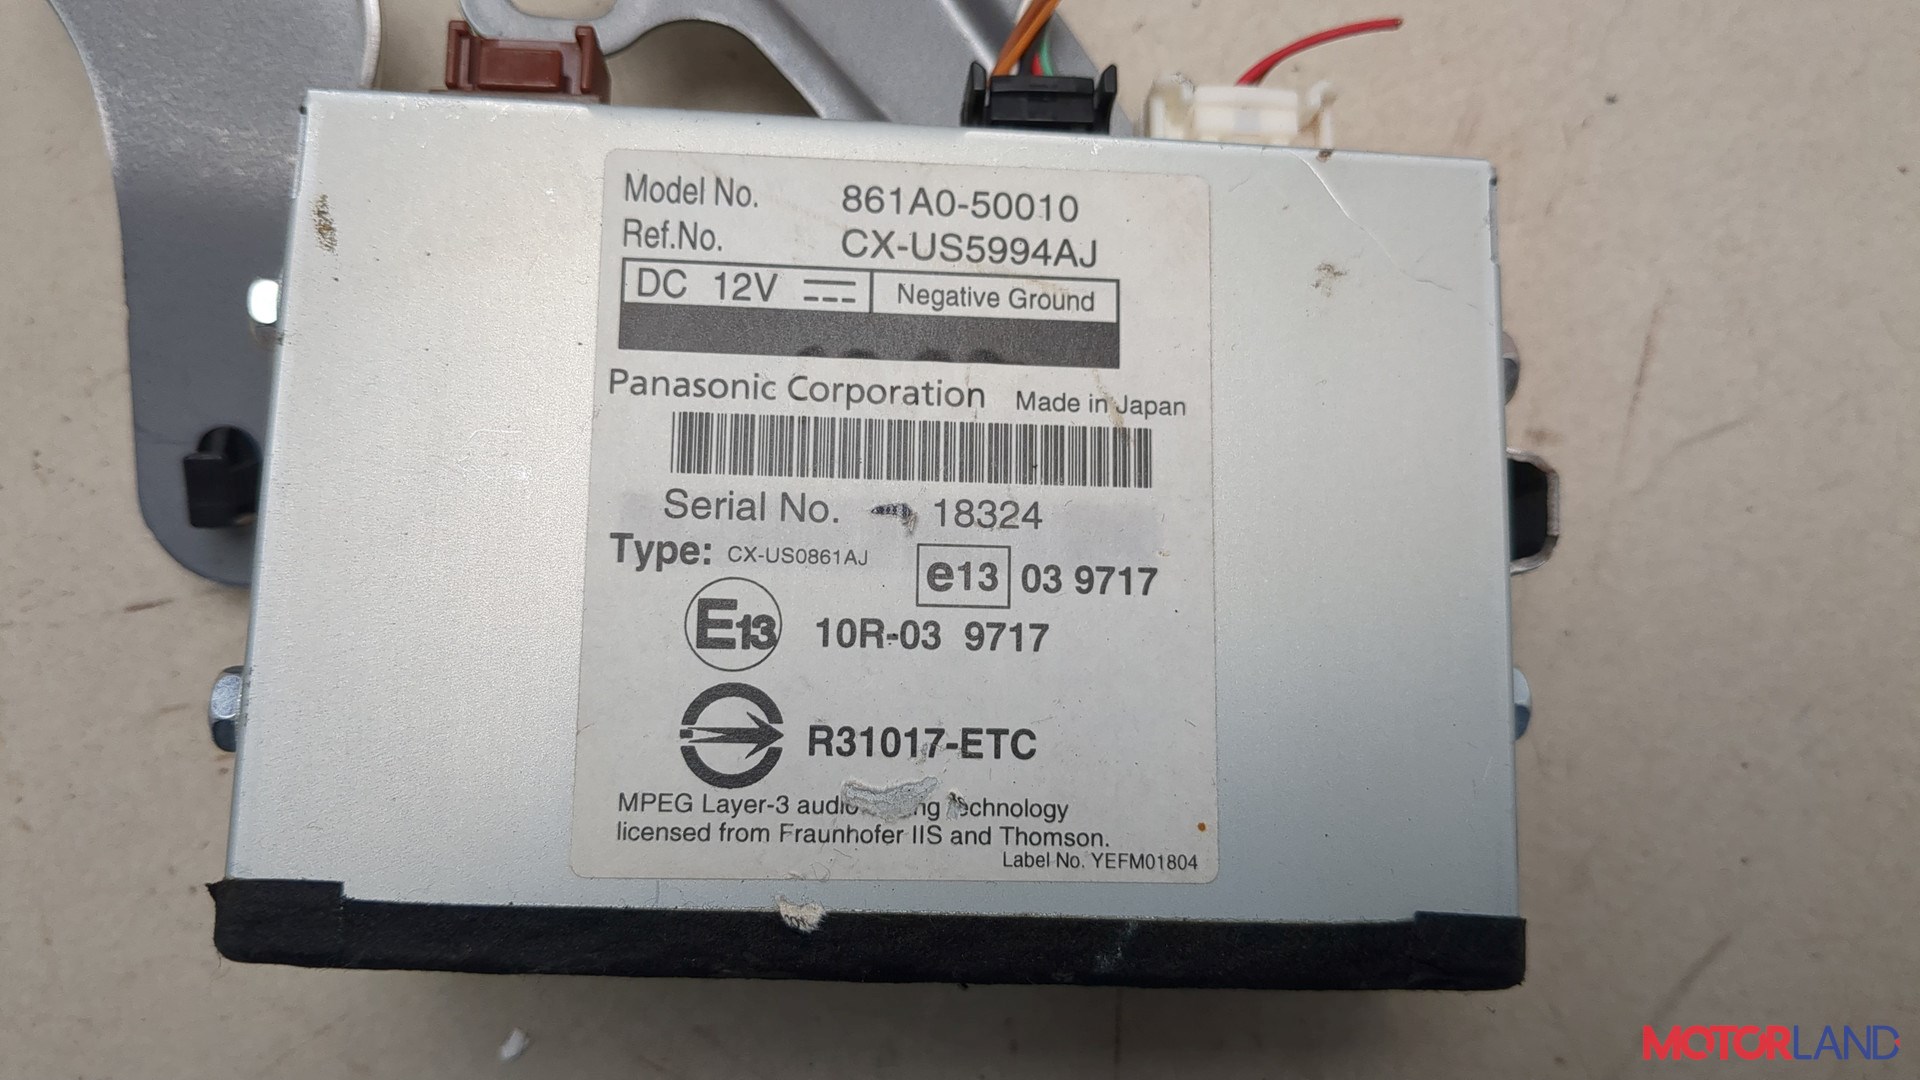 Model No. 861A0-50010
Ref.No. CX-US5994AJ
DC 12V Negative Ground
Panasonic Corporation Made in Japan
Serial No. 18324
Type: CX-US0861AJ e13 03 9717
E13 10R-03 9717
R31017-ETC
MPEG Layer-3
licensed from Fraunhofer IIS and Thomson.
Label No. YEFM01804
MOTORLAND